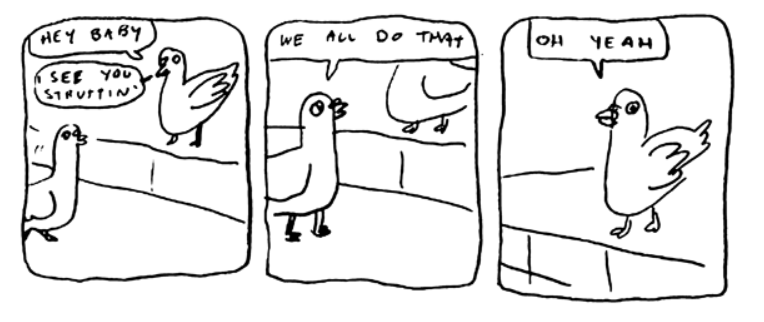 HEY BABY
I SEE YOU
STRUTTIN'
WE ALL DO THAT
OH YEAH